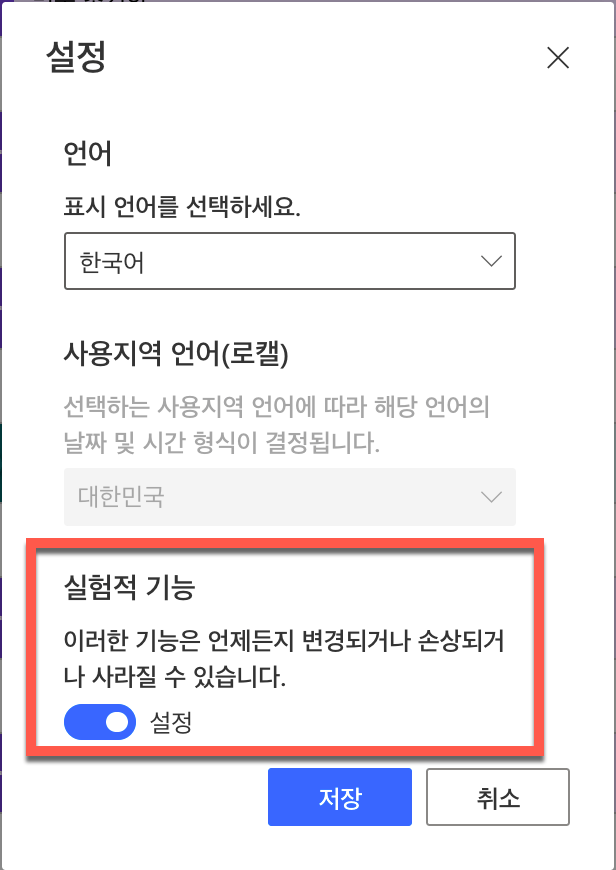 설정
언어
표시 언어를 선택하세요.
한국어
사용지역 언어(로캘)
선택하는 사용지역 언어에 따라 해당 언어의
날짜 및 시간 형식이 결정됩니다.
대한민국
실험적 기능
이러한 기능은 언제든지 변경되거나 손상되거
나 사라질 수 있습니다.
설정
저장
취소